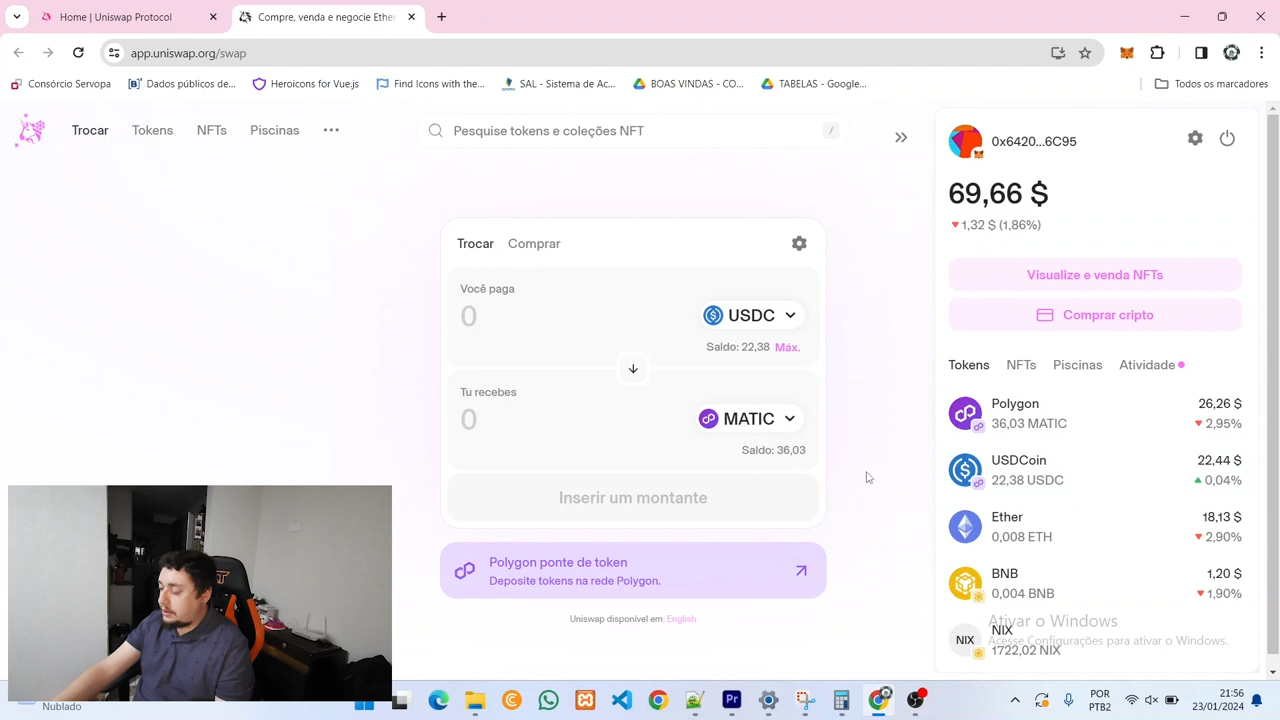 Home | Uniswap Protocol
Compre, venda e negocie Ether
app.uniswap.org/swap
Consórcio Servopa
Dados públicos de...
Heroicons for Vue.js
Find Icons with the...
SAL - Sistema de Ac...
BOAS VINDAS - CO...
TABELAS - Google...
Todos os marcadores
Trocar
Tokens
NFTs
Piscinas
Pesquise tokens e coleções NFT
/
0x6420...6C95
69,66 $
1,32 $ (1,86%)
Visualize e venda NFTs
Comprar cripto
Tokens NFTs Piscinas Atividade
Polygon 26,26 $
36,03 MATIC 2,95%
USDCoin 22,44 $
22,38 USDC 0,04%
Ether 18,13 $
0,008 ETH 2,90%
BNB 1,20 $
0,004 BNB 1,90%
NIX
NIX
1722,02 NIX
Ativar o Windows
Acesse Configurações para ativar o Windows.
Trocar Comprar
Você paga
0 USDC
Saldo: 22,38 Máx.
Tu recebes
0 MATIC
Saldo: 36,03
Inserir um montante
Polygon ponte de token
Deposite tokens na rede Polygon.
Uniswap disponível em: English
Nublado
Pr
POR
PTB2
21:56
23/01/2024